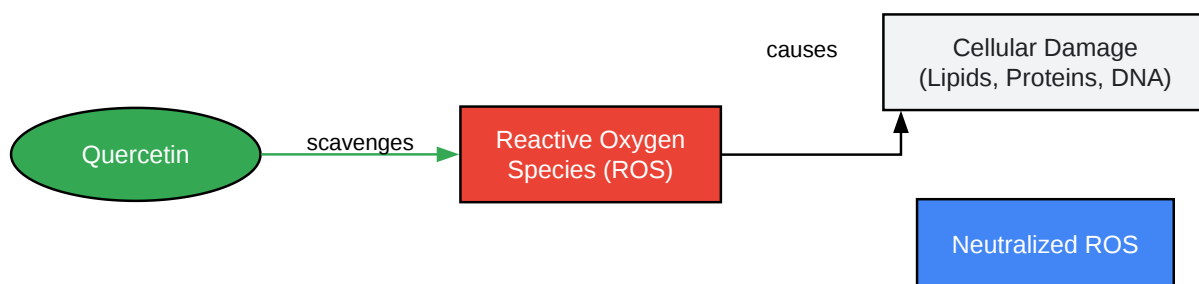 Quercetin
scavenges
Reactive Oxygen
Species (ROS)
causes
Cellular Damage
(Lipids, Proteins, DNA)
Neutralized ROS